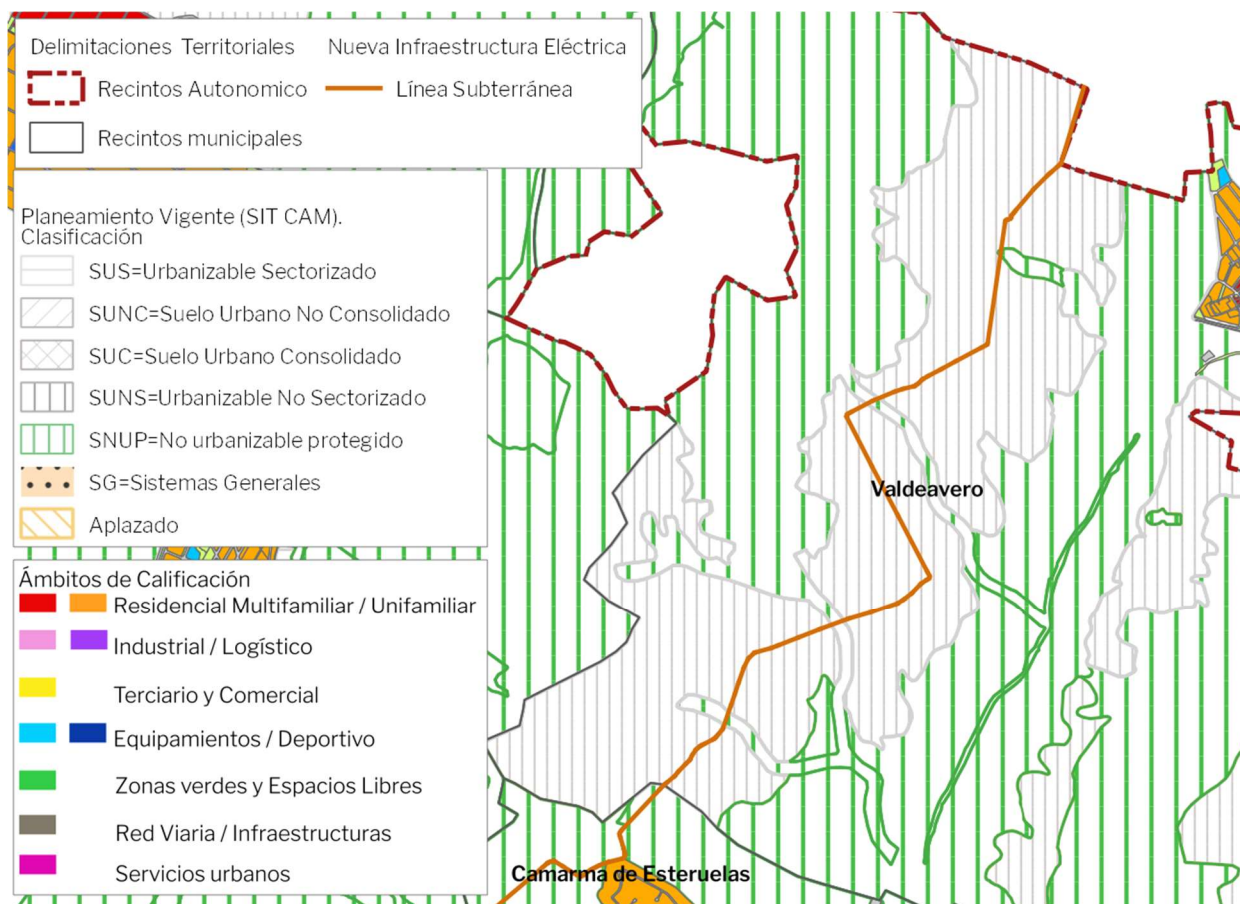 Delimitaciones Territoriales
Nueva Infraestructura Eléctrica
Recintos Autonomico
Línea Subterránea
Recintos municipales
Planeamiento Vigente (SIT CAM).
Clasificación
SUS=Urbanizable Sectorizado
SUNC=Suelo Urbano No Consolidado
SUC=Suelo Urbano Consolidado
SUNS=Urbanizable No Sectorizado
SNUP=No urbanizable protegido
SG=Sistemas Generales
Aplazado
Ámbitos de Calificación
Residencial Multifamiliar / Unifamiliar
Industrial / Logístico
Terciario y Comercial
Equipamientos / Deportivo
Zonas verdes y Espacios Libres
Red Viaria / Infraestructuras
Servicios urbanos
Valdeavero
Camarma de Esteruelas